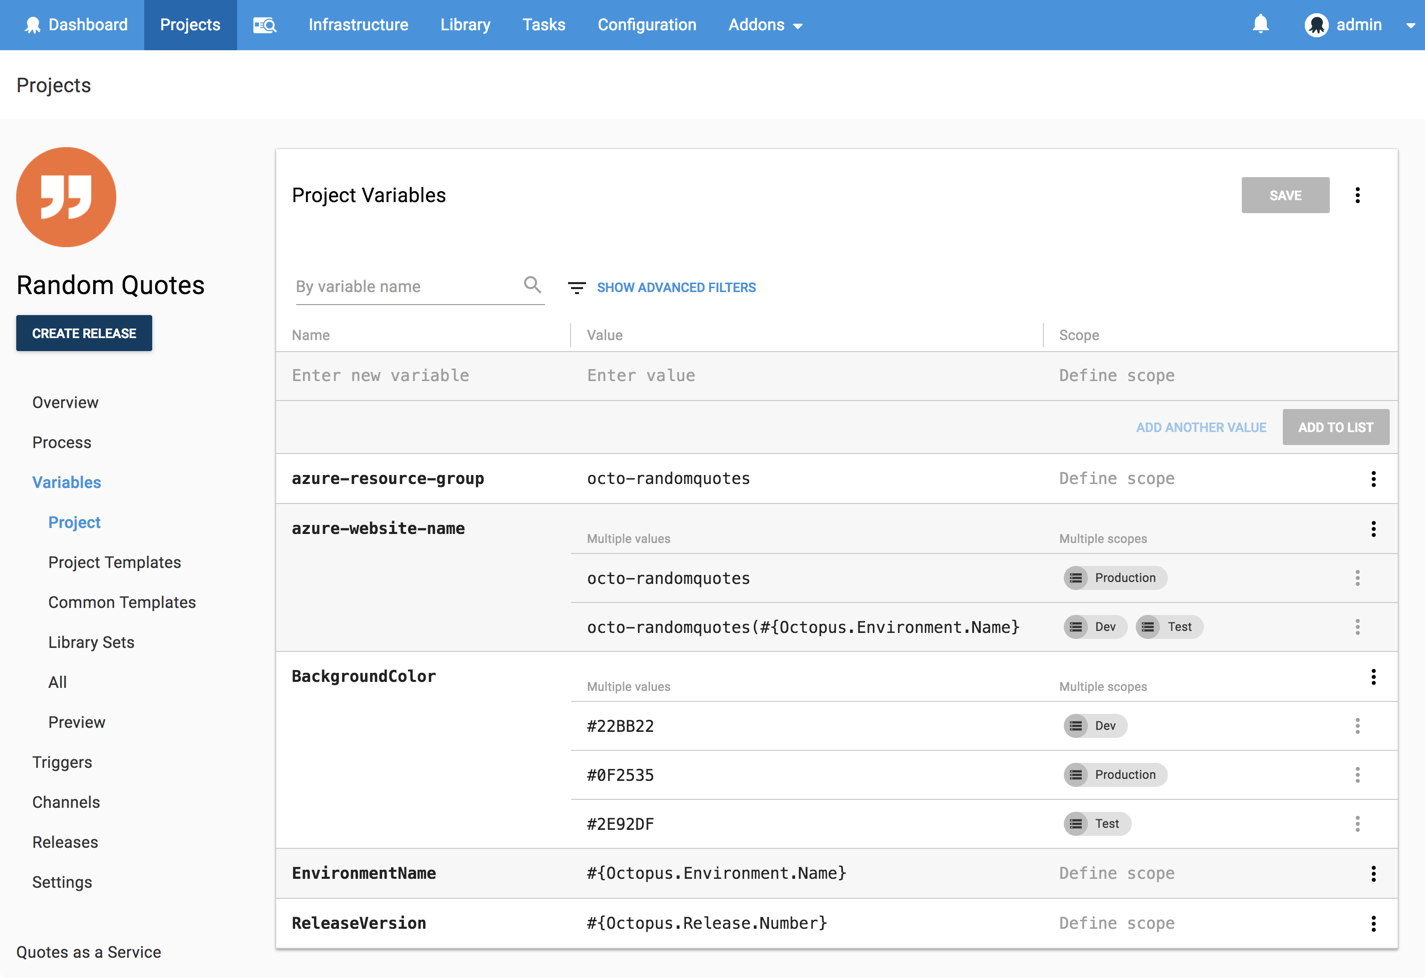 Dashboard Projects Infrastructure Library Tasks Configuration Addons admin
Projects
Random Quotes
CREATE RELEASE
Overview
Process
Variables
Project
Project Templates
Common Templates
Library Sets
All
Preview
Triggers
Channels
Releases
Settings
Quotes as a Service
Project Variables
SAVE
By variable name
SHOW ADVANCED FILTERS
Name Value Scope
Enter new variable Enter value Define scope
ADD ANOTHER VALUE ADD TO LIST
azure-resource-group octo-randomquotes Define scope
azure-website-name
Multiple values Multiple scopes
octo-randomquotes Production
octo-randomquotes(#{Octopus.Environment.Name} Dev Test
BackgroundColor
Multiple values Multiple scopes
#22BB22 Dev
#0F2535 Production
#2E92DF Test
EnvironmentName #{Octopus.Environment.Name} Define scope
ReleaseVersion #{Octopus.Release.Number} Define scope